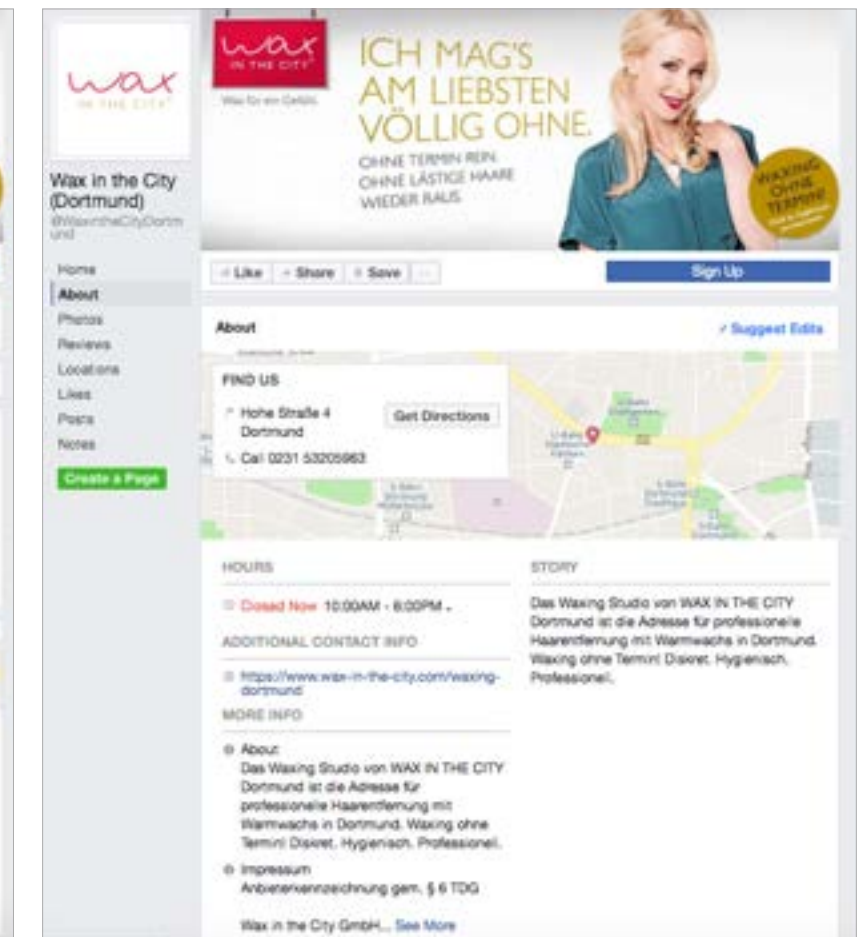 wax
IN THE CITY
Wax in the City
(Dortmund)
@WaxintheCityDortm
und
Home
About
Photos
Reviews
Locations
Likes
Posts
Notes
Create a Page
wax
IN THE CITY
Was für ein Gefühl.
ICH MAG'S
AM LIEBSTEN
VÖLLIG OHNE.
OHNE TERMIN REIN.
OHNE LÄSTIGE HAARE
WIEDER RAUS.
WAXING
OHNE
TERMIN!
Like Share Save
Sign Up
About
Suggest Edits
FIND US
Hohe Straße 4
Dortmund
Get Directions
Call 0231 53205963
HOURS
Closed Now 10:00AM - 6:00PM
ADDITIONAL CONTACT INFO
https://www.wax-in-the-city.com/waxing-
dortmund
MORE INFO
About
Das Waxing Studio von WAX IN THE CITY
Dortmund ist die Adresse für
professionelle Haarentfernung mit
Warmwachs in Dortmund. Waxing ohne
Termin! Diskret. Hygienisch. Professionell.
Impressum
Anbieterkennzeichnung gem. § 6 TDG
Wax in the City GmbH... See More
STORY
Das Waxing Studio von WAX IN THE CITY
Dortmund ist die Adresse für professionelle
Haarentfernung mit Warmwachs in Dortmund.
Waxing ohne Termin! Diskret. Hygienisch.
Professionell.